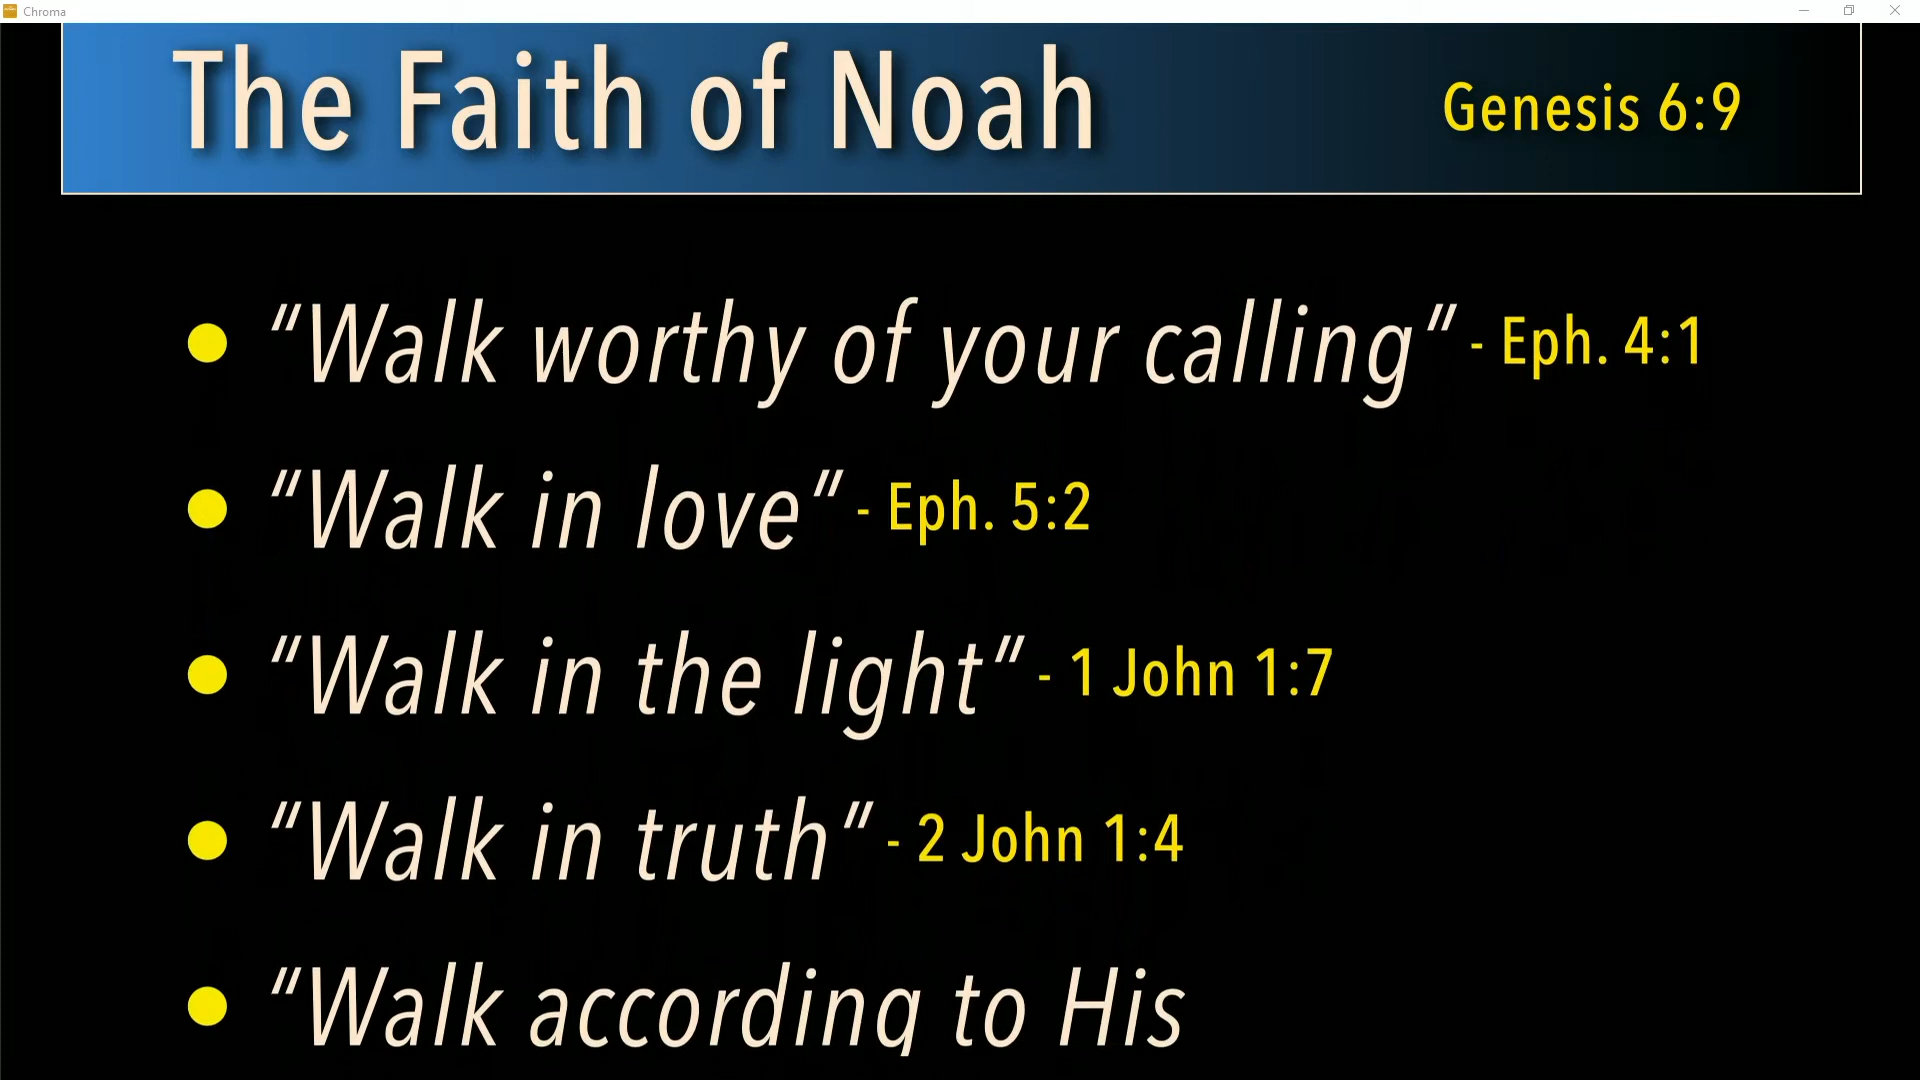 Chroma
The Faith of Noah
Genesis 6:9
• “Walk worthy of your calling” - Eph. 4:1
• “Walk in love” - Eph. 5:2
• “Walk in the light” - 1 John 1:7
• “Walk in truth” - 2 John 1:4
• “Walk according to His